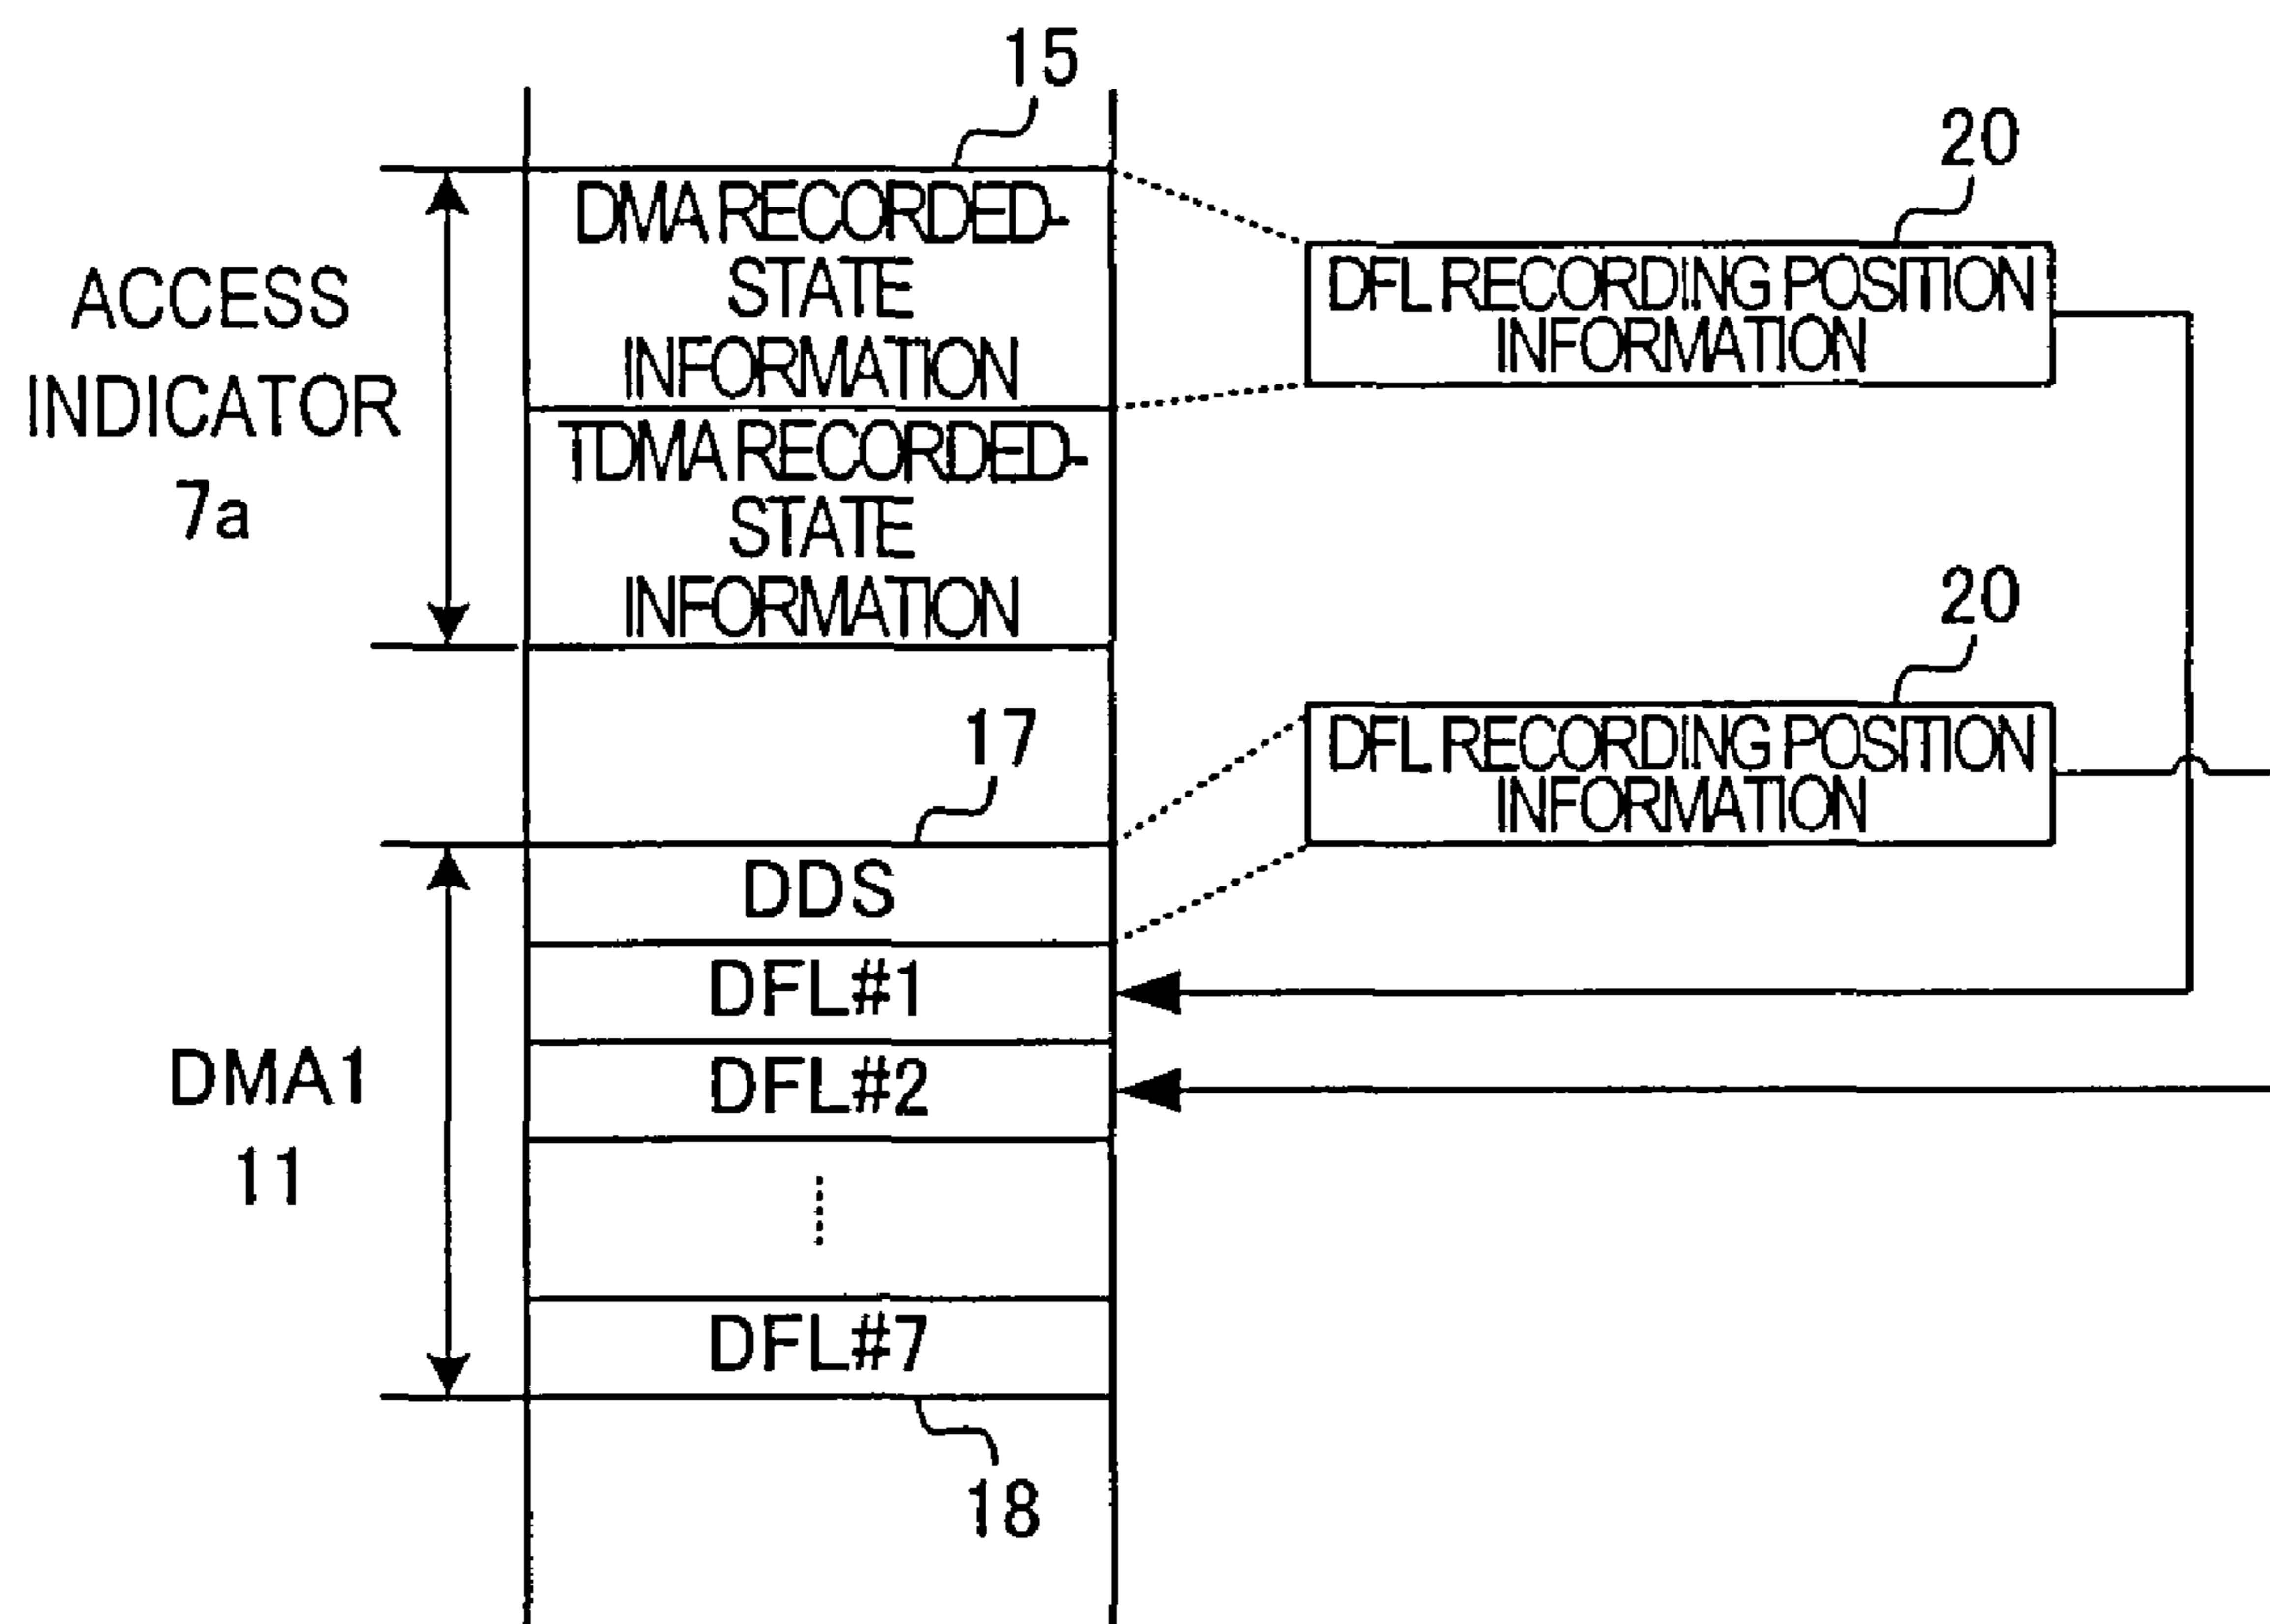 15
20
DMA RECORDED-
STATE
INFORMATION
DFL RECORDING POSITION
INFORMATION
ACCESS
INDICATOR
7a
TDMA RECORDED-
STATE
INFORMATION
20
DFL RECORDING POSITION
INFORMATION
17
DDS
DFL#1
DFL#2
DMA1
11
DFL#7
18